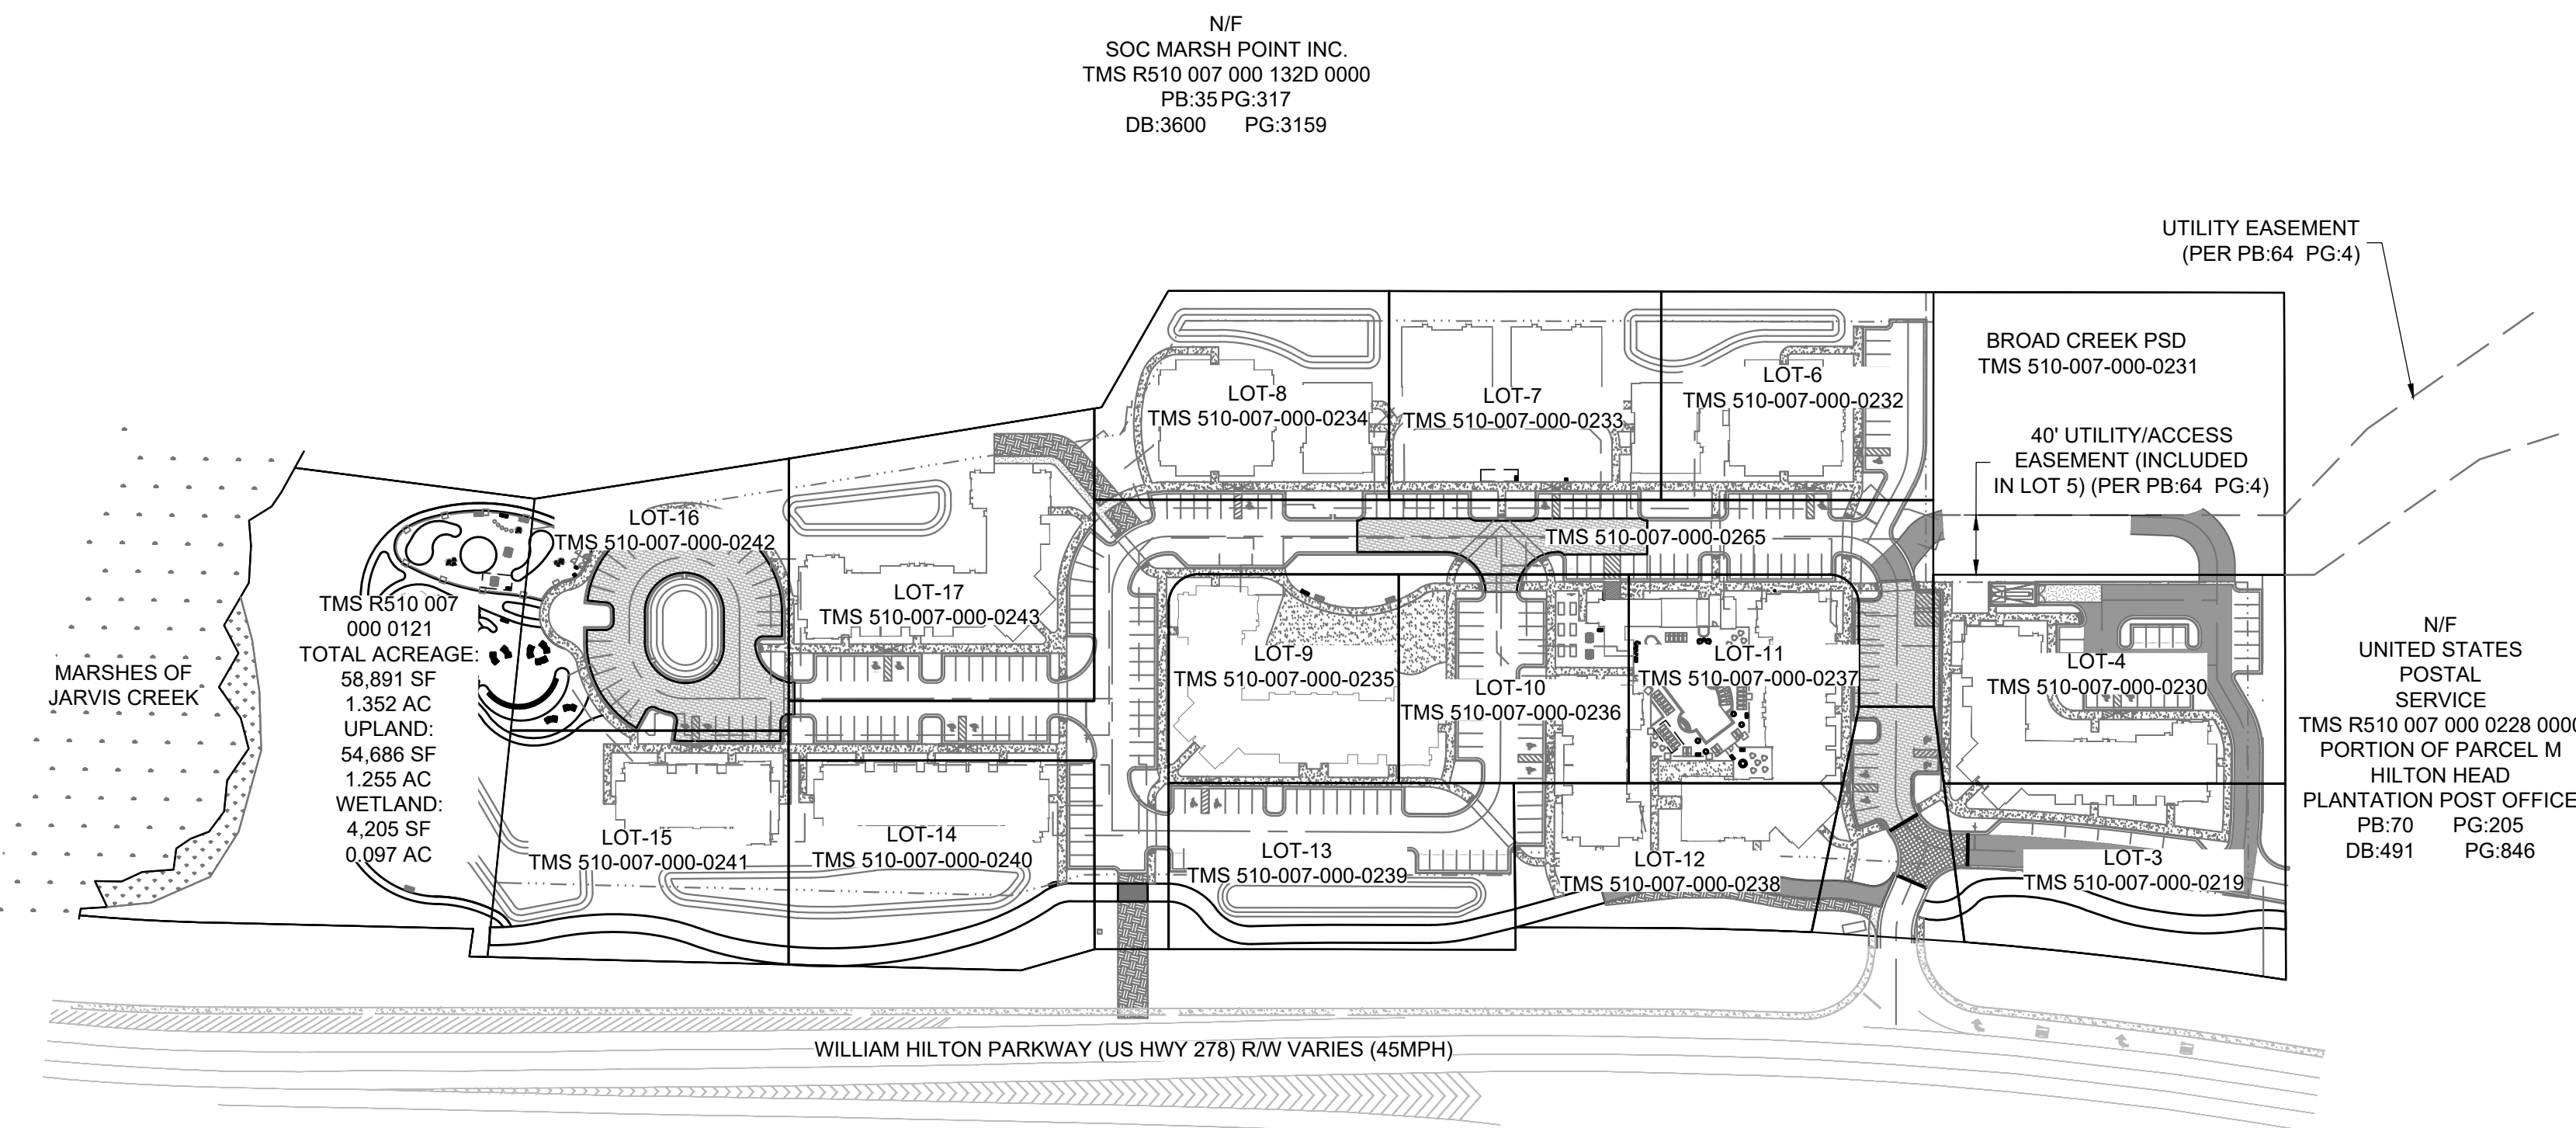 N/F
SOC MARSH POINT INC.
TMS R510 007 000 132D 0000
PB:35 PG:317
DB:3600 PG:3159
UTILITY EASEMENT
(PER PB:64 PG:4)
BROAD CREEK PSD
TMS 510-007-000-0231
40' UTILITY/ACCESS
EASEMENT (INCLUDED
IN LOT 5) (PER PB:64 PG:4)
LOT-8
TMS 510-007-000-0234
LOT-7
TMS 510-007-000-0233
LOT-6
TMS 510-007-000-0232
LOT-16
TMS 510-007-000-0242
TMS 510-007-000-0265
LOT-17
TMS 510-007-000-0243
TMS R510 007
000 0121
TOTAL ACREAGE:
58,891 SF
1.352 AC
UPLAND:
54,686 SF
1.255 AC
WETLAND:
4,205 SF
0.097 AC
MARSHES OF
JARVIS CREEK
LOT-9
TMS 510-007-000-0235
LOT-10
TMS 510-007-000-0236
LOT-11
TMS 510-007-000-0237
LOT-4
TMS 510-007-000-0230
N/F
UNITED STATES
POSTAL
SERVICE
TMS R510 007 000 0228 0000
PORTION OF PARCEL M
HILTON HEAD
PLANTATION POST OFFICE
PB:70 PG:205
DB:491 PG:846
LOT-15
TMS 510-007-000-0241
LOT-14
TMS 510-007-000-0240
LOT-13
TMS 510-007-000-0239
LOT-12
TMS 510-007-000-0238
LOT-3
TMS 510-007-000-0219
WILLIAM HILTON PARKWAY (US HWY 278) R/W VARIES (45MPH)